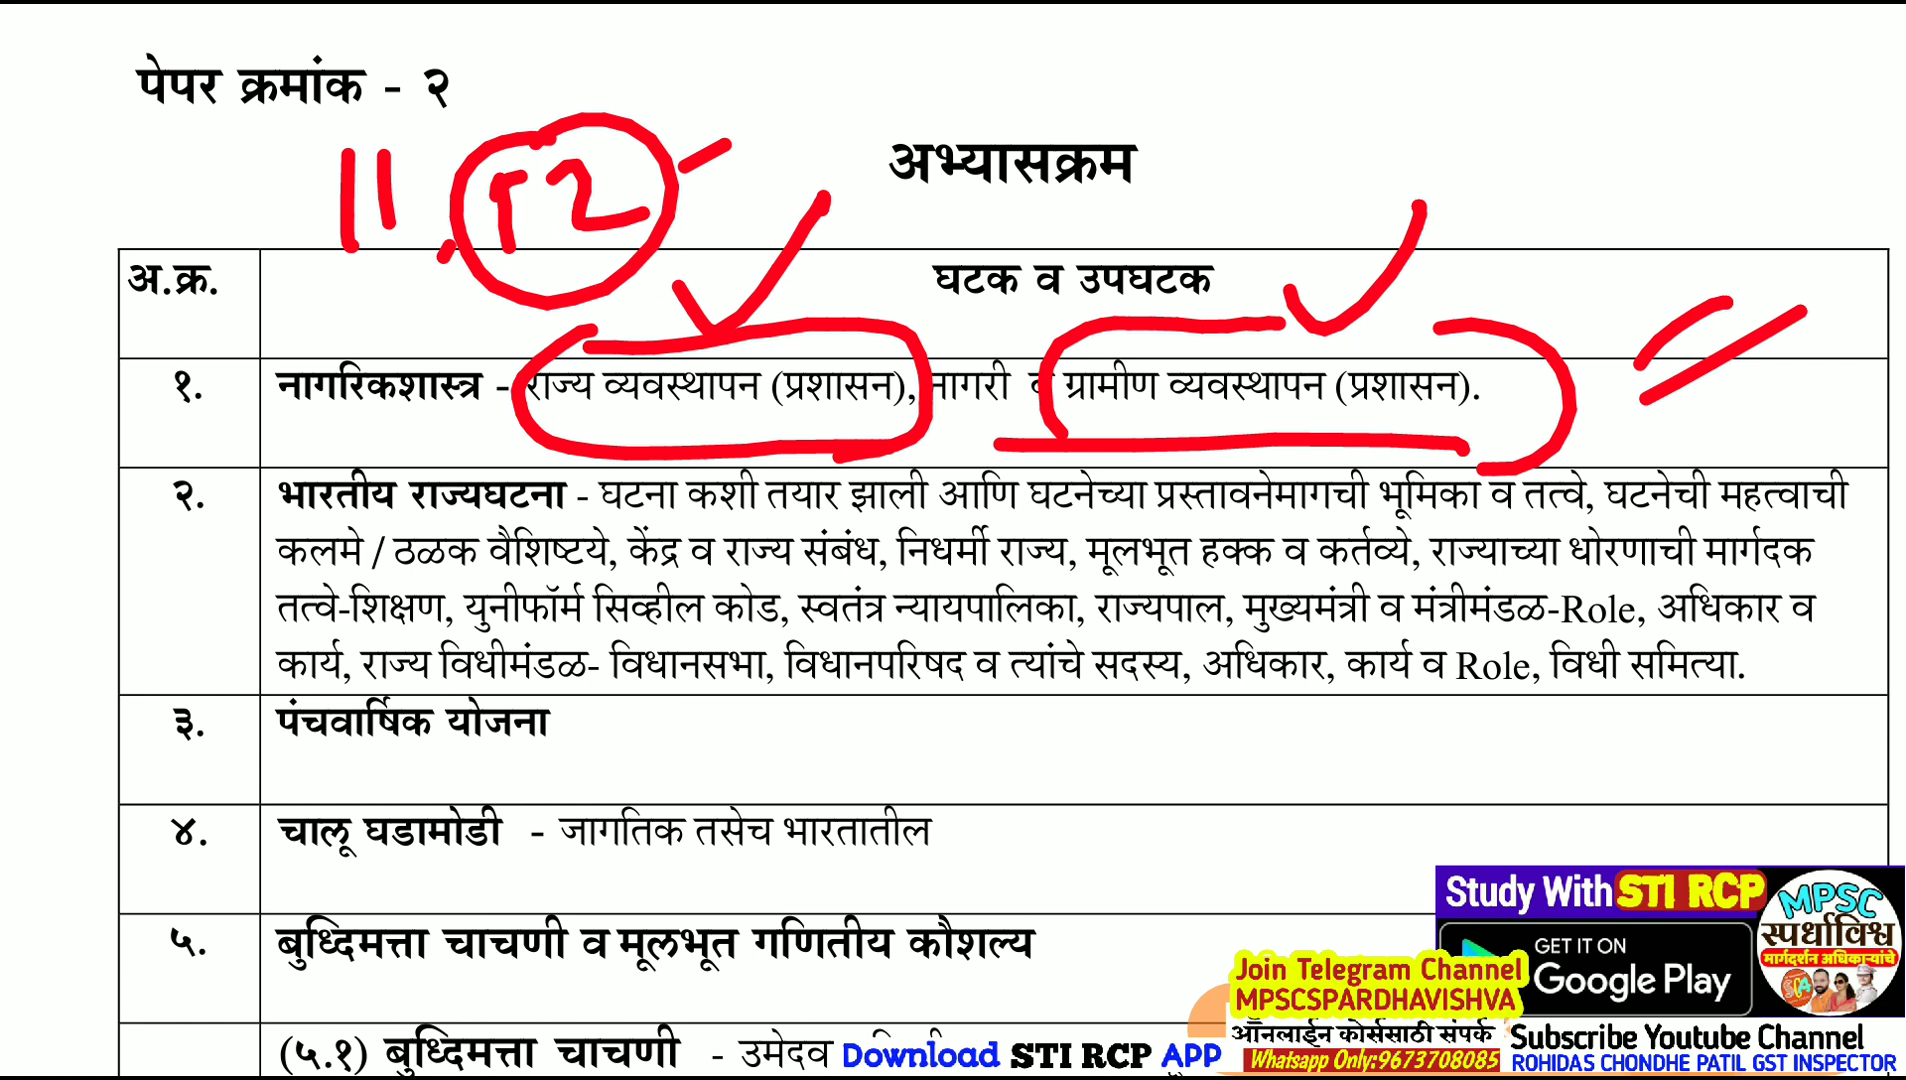 पेपर क्रमांक - २
अभ्यासक्रम
अ.क्र. घटक व उपघटक
१. नागरिकशास्त्र - राज्य व्यवस्थापन (प्रशासन), नागरी व ग्रामीण व्यवस्थापन (प्रशासन).
२. भारतीय राज्यघटना - घटना कशी तयार झाली आणि घटनेच्या प्रस्तावनेमागची भूमिका व तत्वे, घटनेची महत्वाची
कलमे / ठळक वैशिष्टये, केंद्र व राज्य संबंध, निधर्मी राज्य, मूलभूत हक्क व कर्तव्ये, राज्याच्या धोरणाची मार्गदक
तत्वे-शिक्षण, युनीफॉर्म सिव्हील कोड, स्वतंत्र न्यायपालिका, राज्यपाल, मुख्यमंत्री व मंत्रीमंडळ-Role, अधिकार व
कार्य, राज्य विधीमंडळ- विधानसभा, विधानपरिषद व त्यांचे सदस्य, अधिकार, कार्य व Role, विधी समित्या.
३. पंचवार्षिक योजना
४. चालू घडामोडी - जागतिक तसेच भारतातील
५. बुध्दिमत्ता चाचणी व मूलभूत गणितीय कौशल्य
(५.१) बुध्दिमत्ता चाचणी - उमेदव
Download STI RCP APP
Study With STI RCP
GET IT ON
Google Play
MPSC
स्पर्धाविश्व
मार्गदर्शन अधिकाऱ्यांचे
Join Telegram Channel
MPSCSPARDHAVISHVA
ऑनलाईन कोर्ससाठी संपर्क
Whatsapp Only:9673708085
Subscribe Youtube Channel
ROHIDAS CHONDHE PATIL GST INSPECTOR